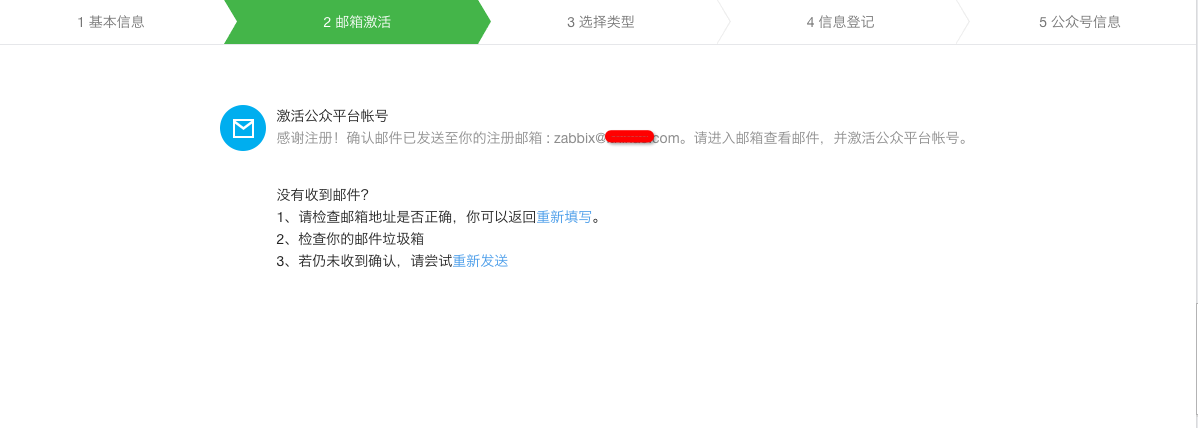 1 基本信息
2 邮箱激活
3 选择类型
4 信息登记
5 公众号信息
激活公众平台帐号
感谢注册！确认邮件已发送至你的注册邮箱 : zabbix@ com。请进入邮箱查看邮件，并激活公众平台帐号。
没有收到邮件？
1、请检查邮箱地址是否正确，你可以返回重新填写。
2、检查你的邮件垃圾箱
3、若仍未收到确认，请尝试重新发送